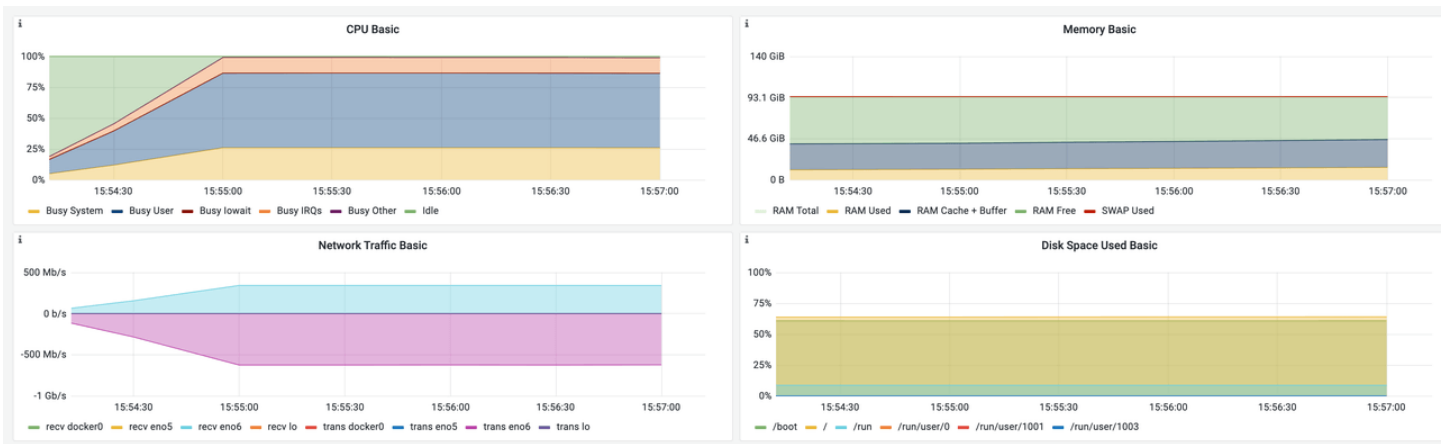 i
CPU Basic
100%
75%
50%
25%
0%
15:54:30 15:55:00 15:55:30 15:56:00 15:56:30 15:57:00
Busy System Busy User Busy Iowait Busy IRQs Busy Other Idle
i
Memory Basic
140 GiB
93.1 GiB
46.6 GiB
0 B
15:54:30 15:55:00 15:55:30 15:56:00 15:56:30 15:57:00
RAM Total RAM Used RAM Cache + Buffer RAM Free SWAP Used
i
Network Traffic Basic
500 Mb/s
0 b/s
-500 Mb/s
-1 Gb/s
15:54:30 15:55:00 15:55:30 15:56:00 15:56:30 15:57:00
recv docker0 recv eno5 recv eno6 recv lo trans docker0 trans eno5 trans eno6 trans lo
i
Disk Space Used Basic
100%
75%
50%
25%
0%
15:54:30 15:55:00 15:55:30 15:56:00 15:56:30 15:57:00
/boot / /run /run/user/0 /run/user/1001 /run/user/1003